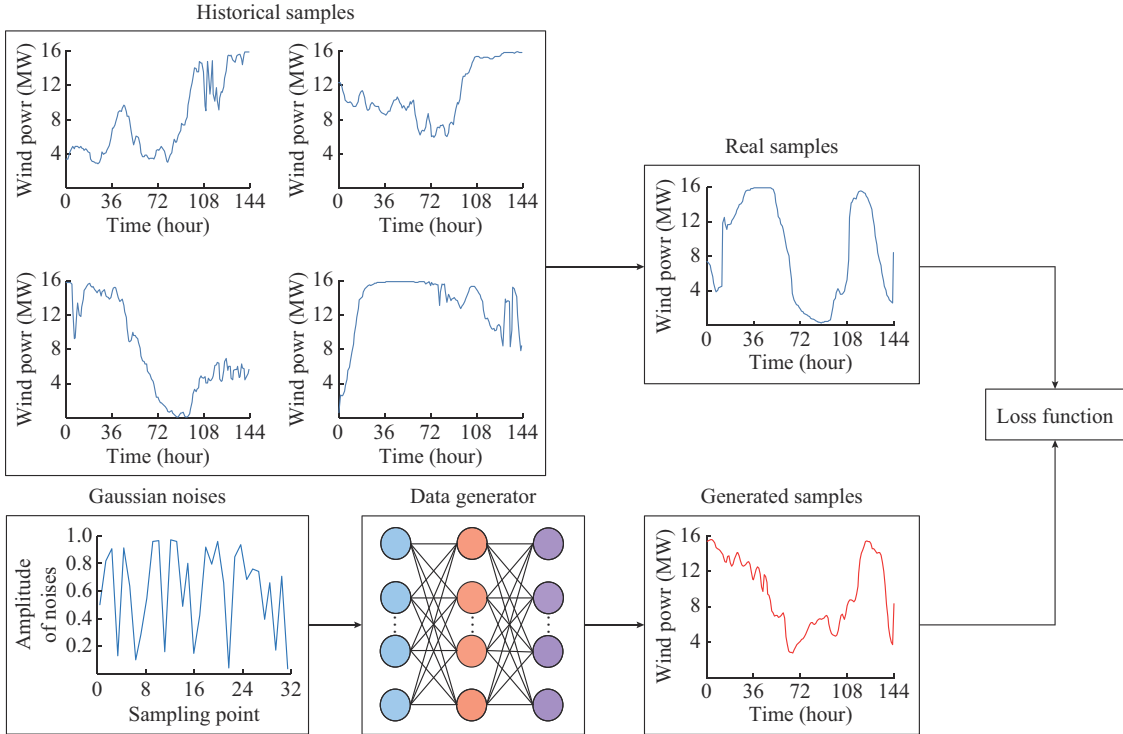 Historical samples
Wind powr (MW)
16
12
8
4
0 36 72 108 144
Time (hour)
Wind powr (MW)
16
12
8
4
0 36 72 108 144
Time (hour)
Wind powr (MW)
16
12
8
4
0 36 72 108 144
Time (hour)
Wind powr (MW)
16
12
8
4
0 36 72 108 144
Time (hour)
Real samples
Wind powr (MW)
16
12
8
4
0 36 72 108 144
Time (hour)
Loss function
Gaussian noises
Amplitude
of noises
1.0
0.8
0.6
0.4
0.2
0 8 16 24 32
Sampling point
Data generator
Generated samples
Wind powr (MW)
16
12
8
4
0 36 72 108 144
Time (hour)